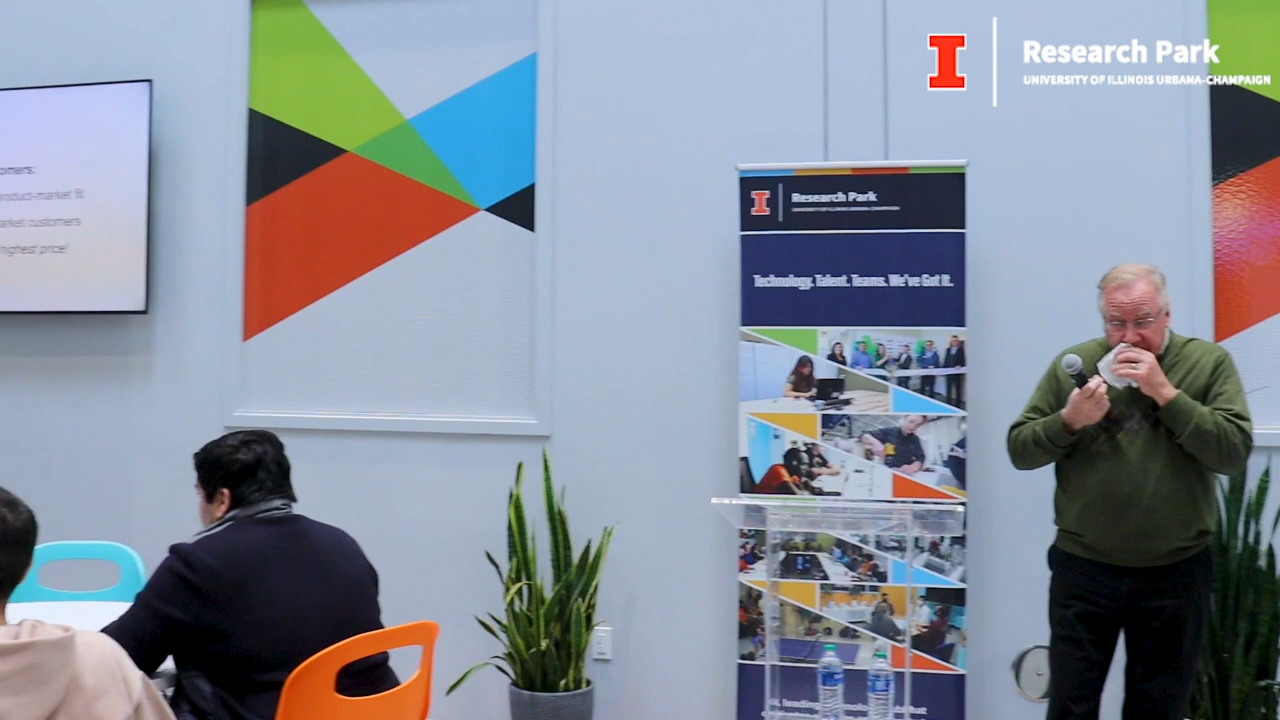 Research Park
UNIVERSITY OF ILLINOIS URBANA-CHAMPAIGN
omers:
product-market fit
arket customers
highest price!
Research Park
Technology. Talent. Teams. We've Got It.